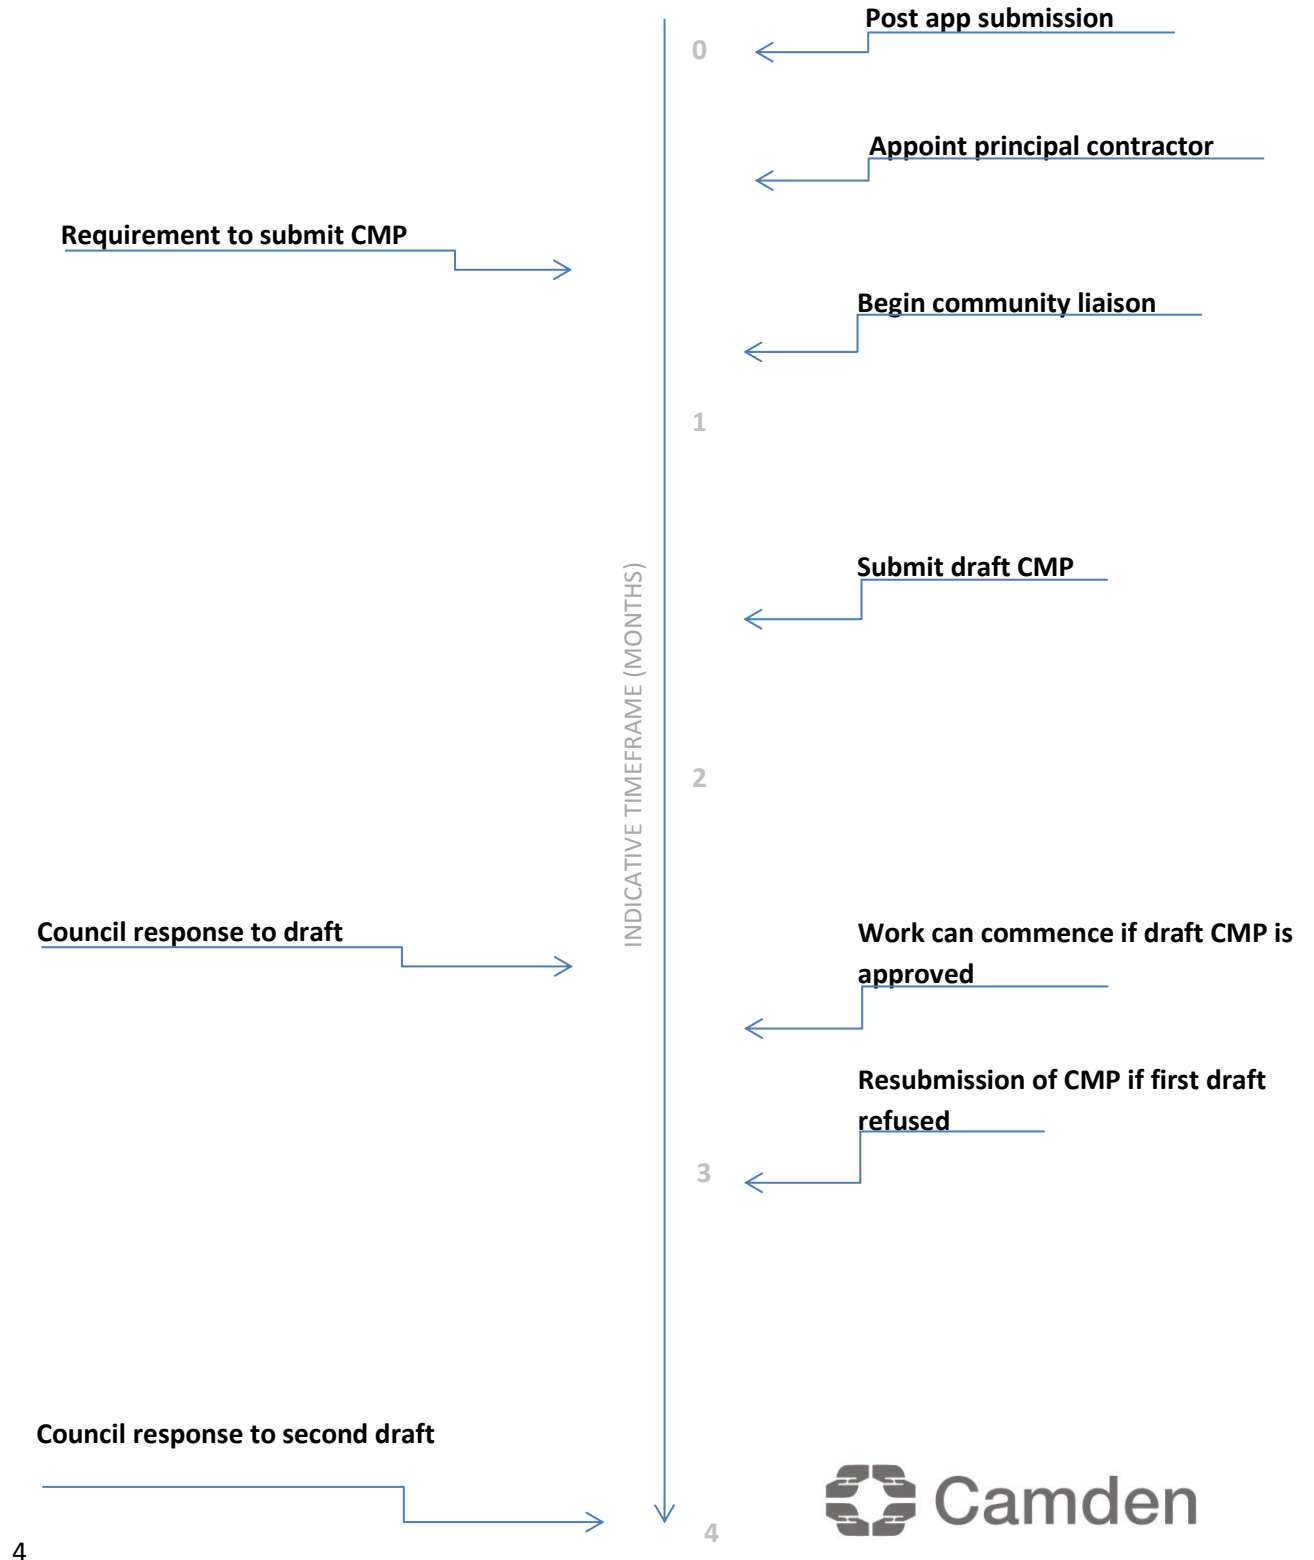 Post app submission
0
Appoint principal contractor
Requirement to submit CMP
Begin community liaison
1
Submit draft CMP
INDICATIVE TIMEFRAME (MONTHS)
2
Council response to draft
Work can commence if draft CMP is
approved
Resubmission of CMP if first draft
refused
3
Council response to second draft
Camden
4
4